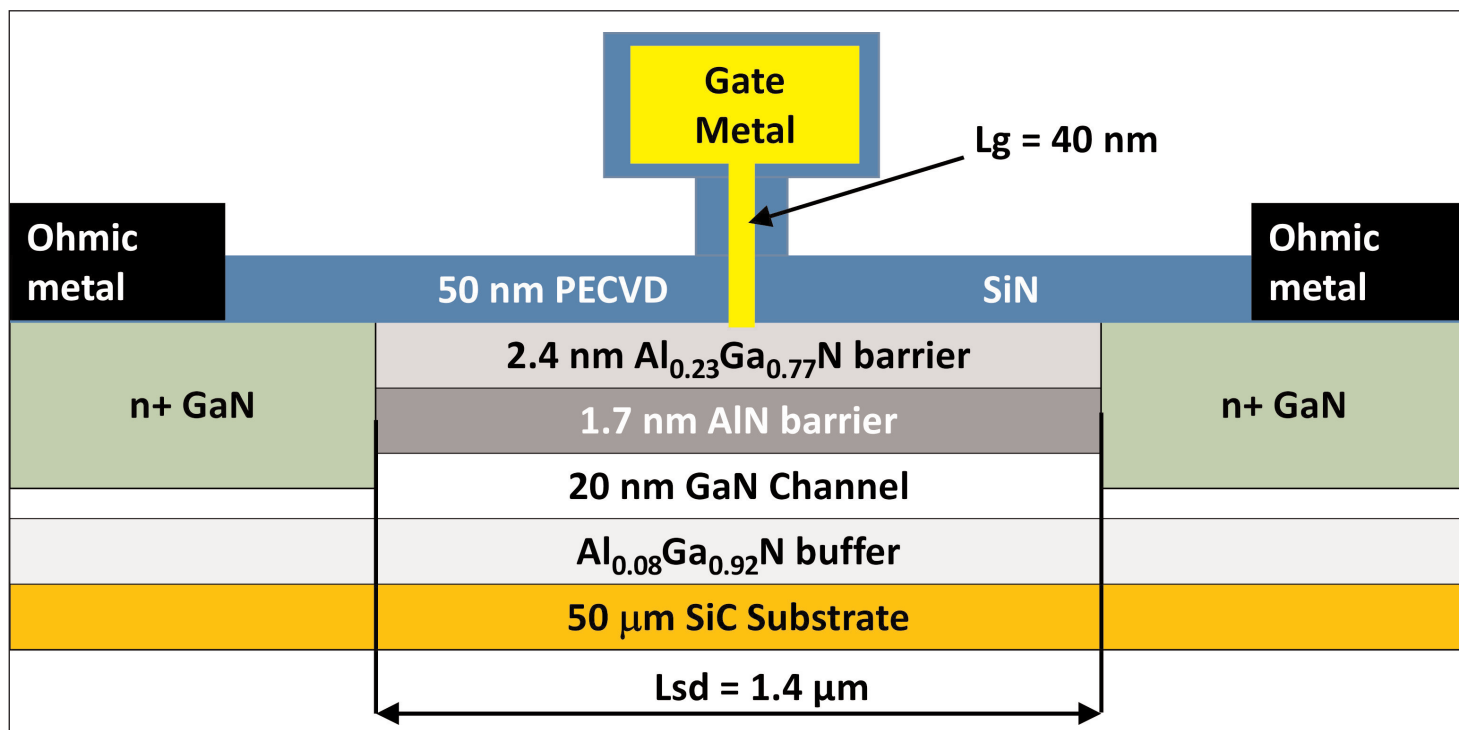 Gate
Metal
Lg = 40 nm
Ohmic
metal
Ohmic
metal
50 nm PECVD SiN
2.4 nm Al₀.₂₃Ga₀.₇₇N barrier
n+ GaN
n+ GaN
1.7 nm AlN barrier
20 nm GaN Channel
Al₀.₀₈Ga₀.₉₂N buffer
50 μm SiC Substrate
Lsd = 1.4 μm